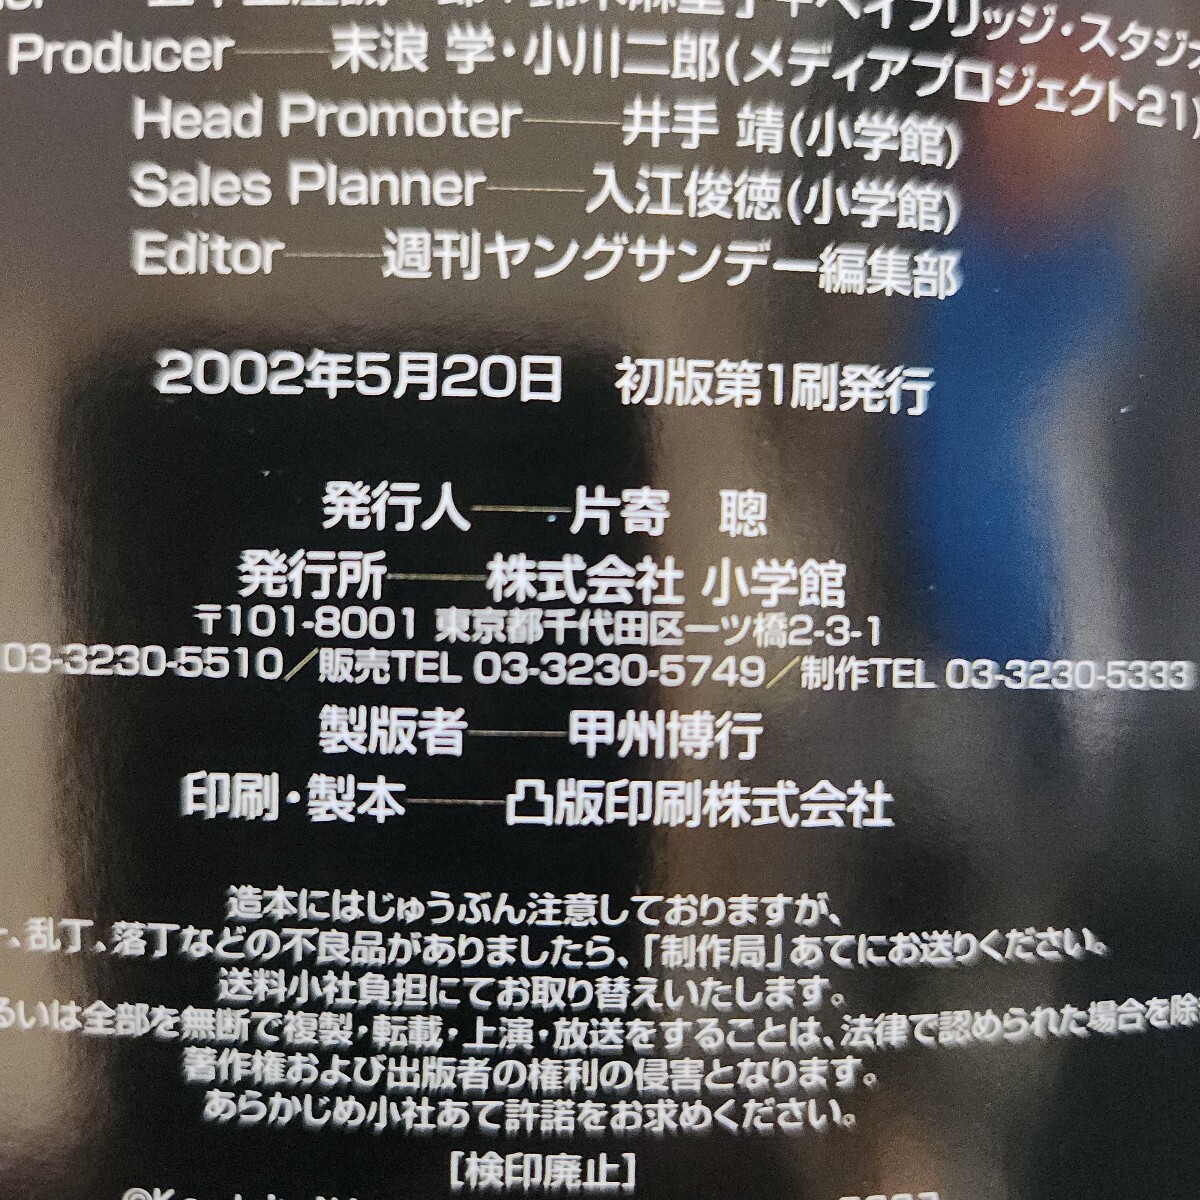 Producer——末浪 学・小川二郎(メディアプロジェクト21)
Head Promoter——井手 靖(小学館)
Sales Planner——入江俊徳(小学館)
Editor——週刊ヤングサンデー編集部
2002年5月20日　初版第1刷発行
発行人——片寄　聰
発行所——株式会社 小学館
〒101-8001 東京都千代田区一ツ橋2-3-1
03-3230-5510／販売TEL 03-3230-5749／制作TEL 03-3230-5333
製版者——甲州博行
印刷・製本——凸版印刷株式会社
造本にはじゅうぶん注意しておりますが、
、乱丁、落丁などの不良品がありましたら、「制作局」あてにお送りください。
送料小社負担にてお取り替えいたします。
るいは全部を無断で複製・転載・上演・放送をすることは、法律で認められた場合を除
著作権および出版者の権利の侵害となります。
あらかじめ小社あて許諾をお求めください。
[検印廃止]